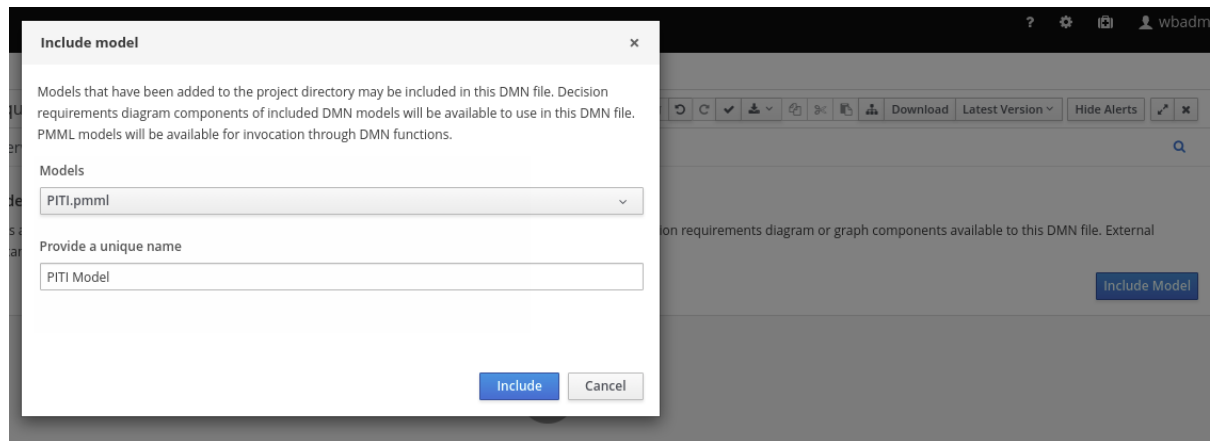 ? wbadm
Include model ×
Models that have been added to the project directory may be included in this DMN file. Decision
requirements diagram components of included DMN models will be available to use in this DMN file.
PMML models will be available for invocation through DMN functions.
Download Latest Version Hide Alerts
Models
PITI.pmml
ion requirements diagram or graph components available to this DMN file. External
Provide a unique name
PITI Model
Include Model
Include Cancel